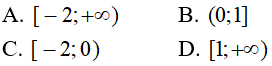 A. [-2;+∞) B. (0;1]
C. [-2;0) D. [1;+∞)